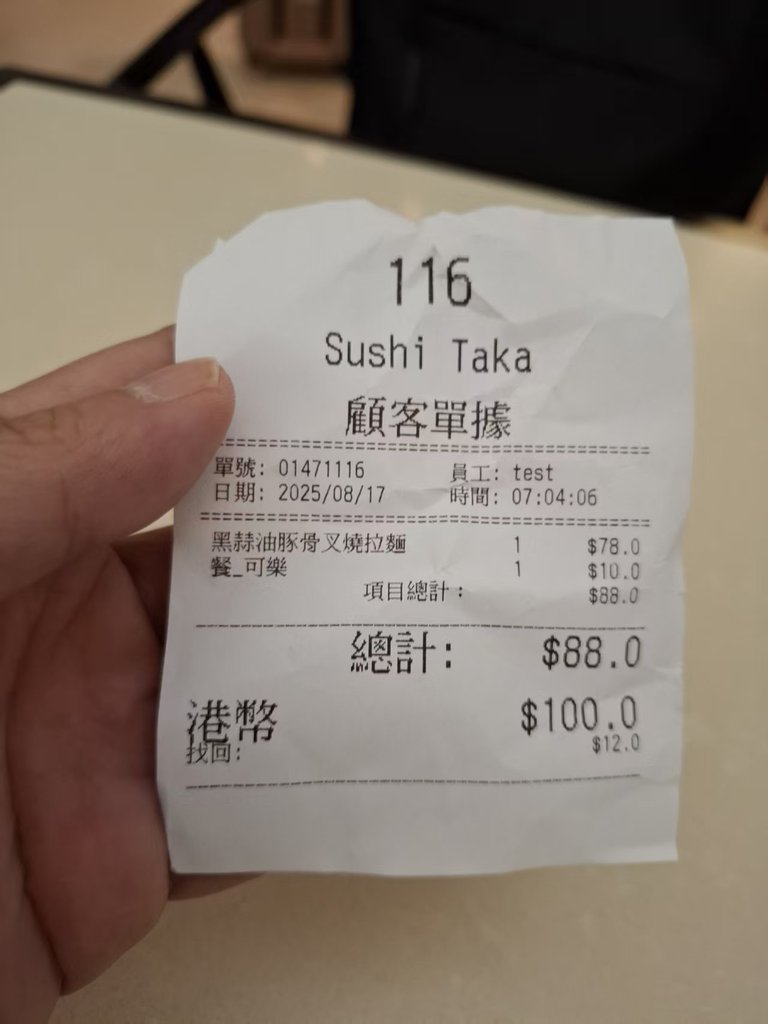 116
Sushi Taka
顧客單據
單號: 01471116 員工: test
日期: 2025/08/17 時間: 07:04:06
黑蒜油豚骨叉燒拉麵 1 $78.0
餐_可樂 1 $10.0
項目總計: $88.0
總計: $88.0
港幣 $100.0
找回: $12.0